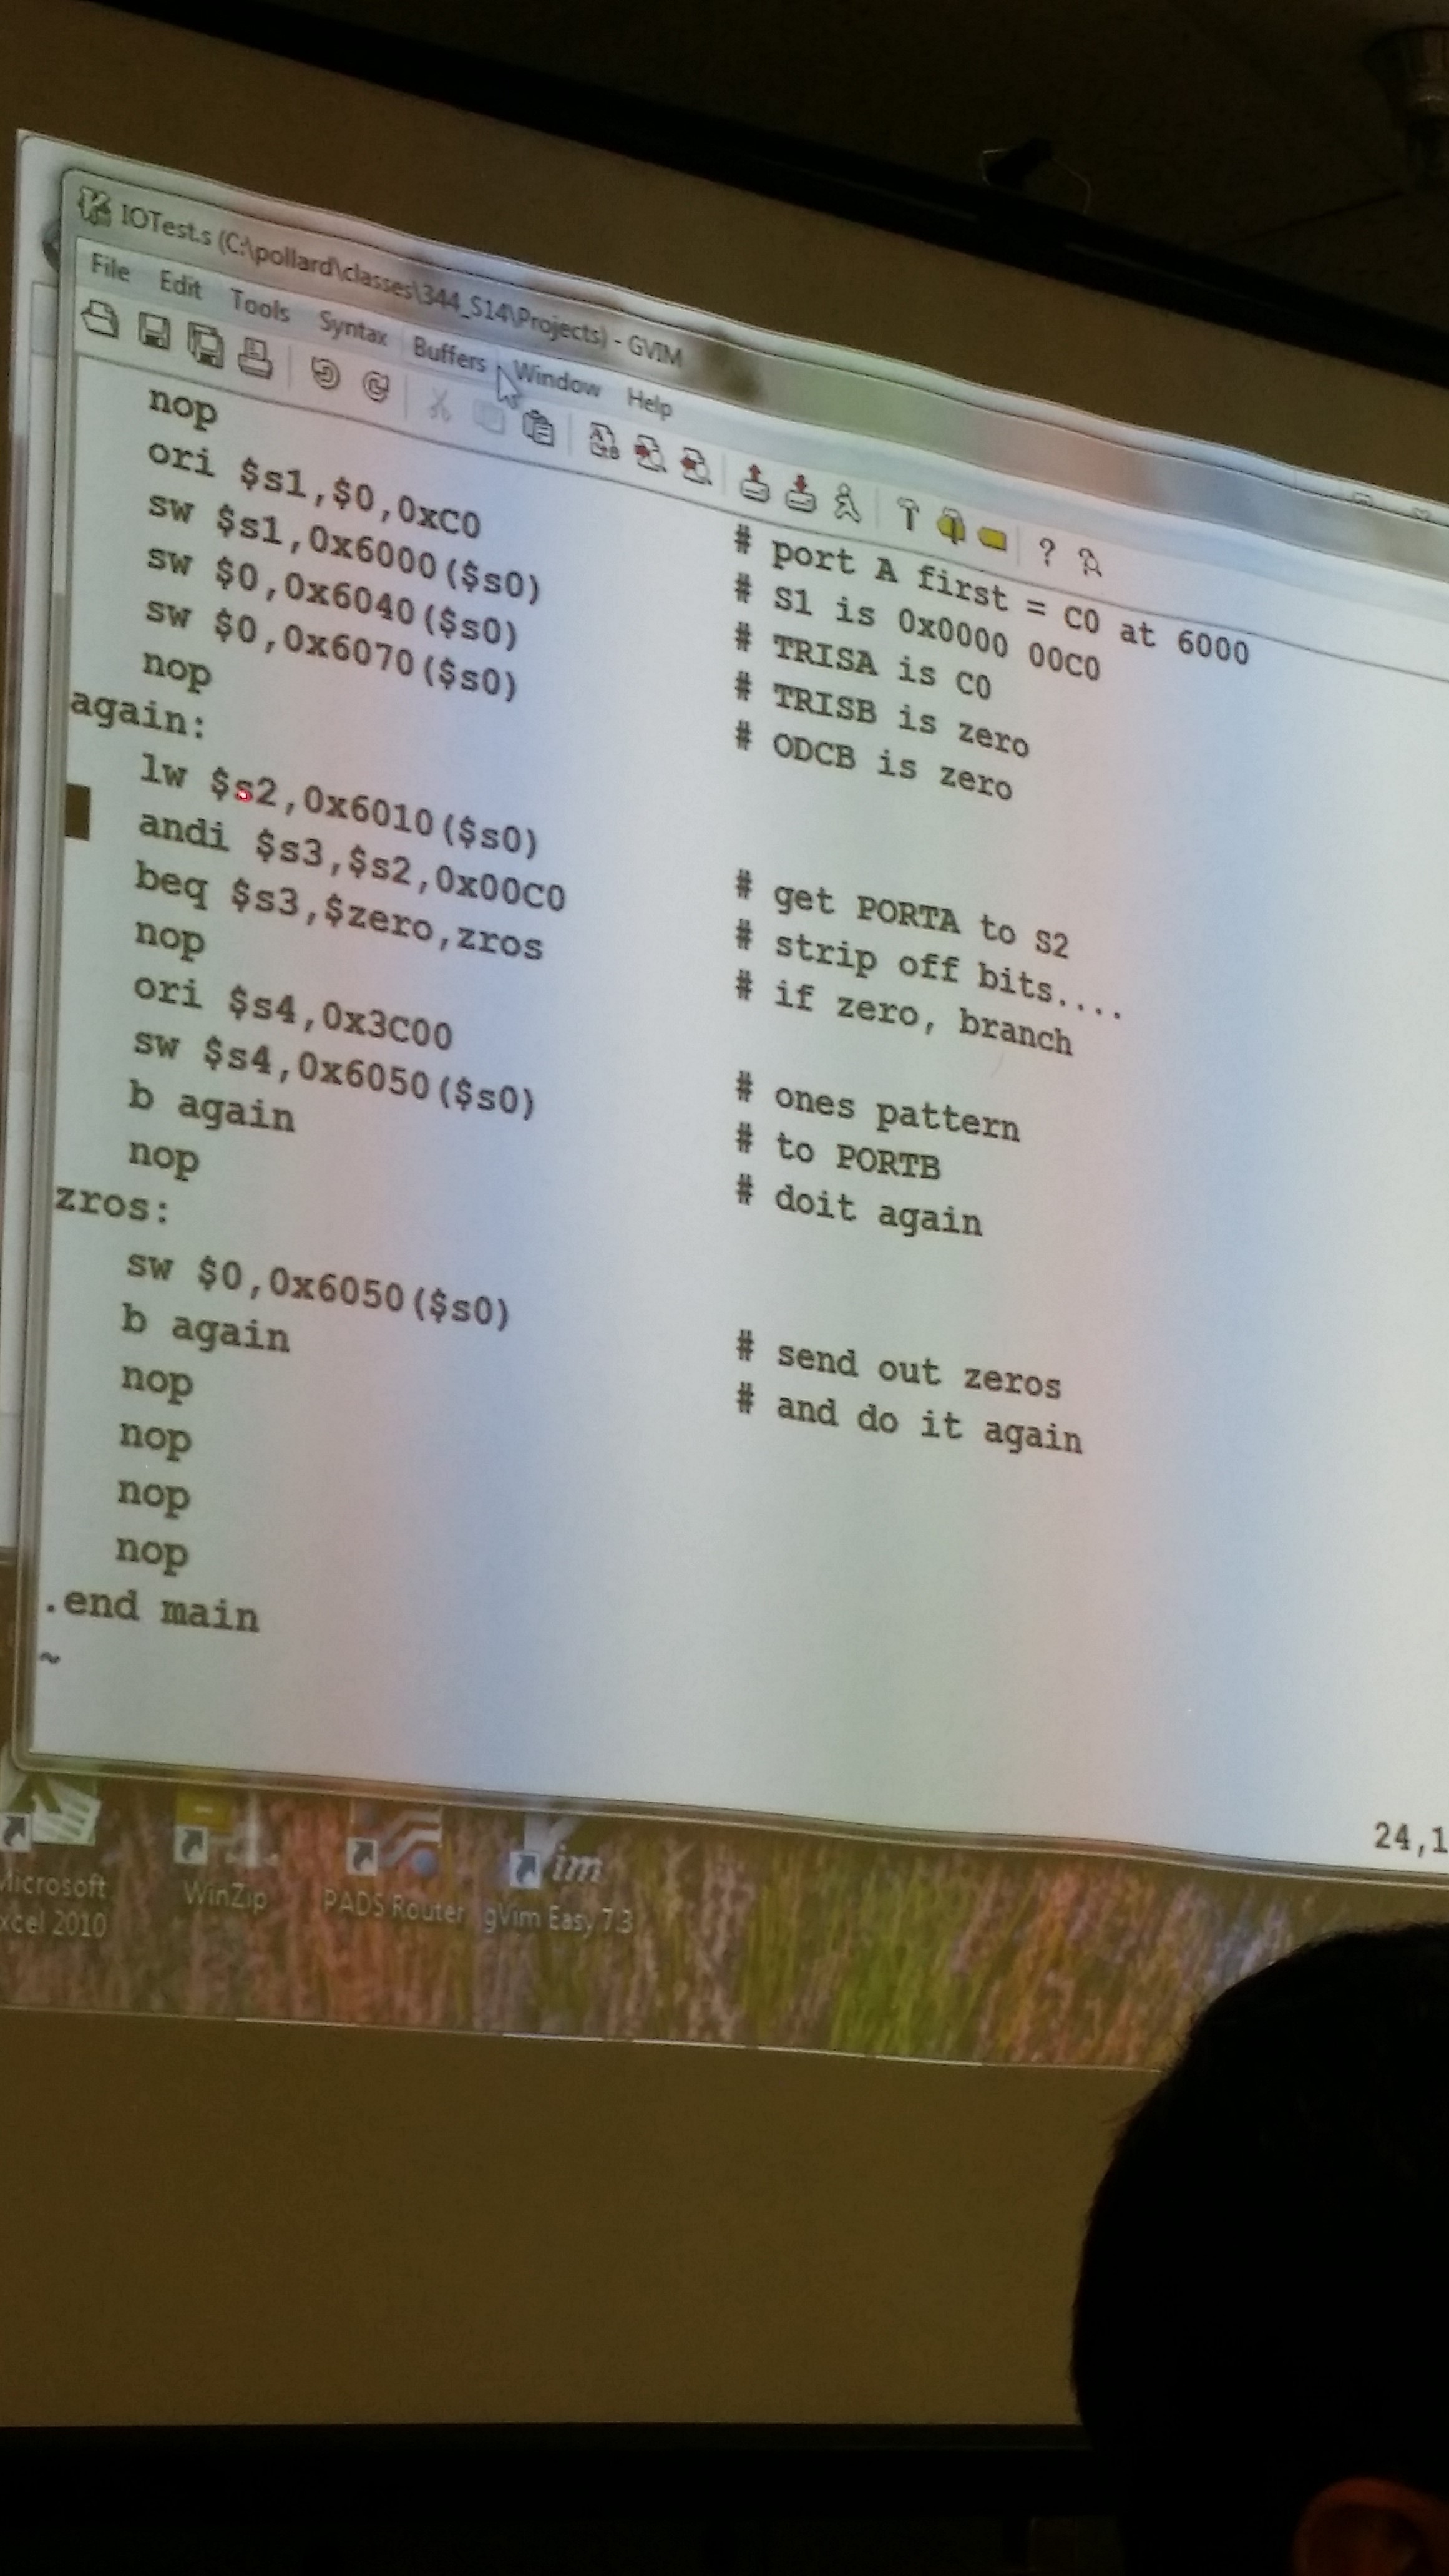 IOTest.s (C:\pollard\classes\344_S14\Projects) - GVIM
File Edit Tools Syntax Buffers Window Help
nop # port A first = C0 at 6000
ori $s1,$0,0xC0 # S1 is 0x0000 00C0
sw $s1,0x6000($s0) # TRISA is C0
sw $0,0x6040($s0) # TRISB is zero
sw $0,0x6070($s0) # ODCB is zero
nop
again:
lw $s2,0x6010($s0) # get PORTA to S2
andi $s3,$s2,0x00C0 # strip off bits....
beq $s3,$zero,zros # if zero, branch
nop
ori $s4,0x3C00 # ones pattern
sw $s4,0x6050($s0) # to PORTB
b again # doit again
nop
zros:
sw $0,0x6050($s0) # send out zeros
b again # and do it again
nop
nop
nop
nop
.end main
~
24,1
Microsoft
xcel 2010
WinZip
PADS Router
gVim Easy 7.3